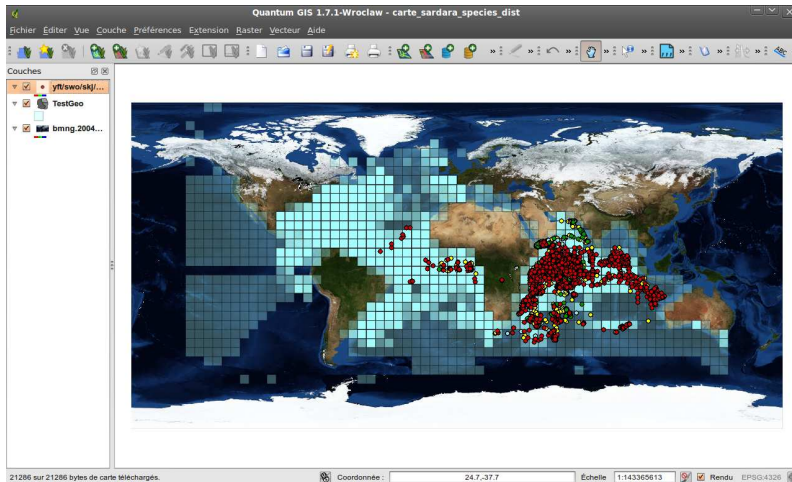 Quantum GIS 1.7.1-Wroclaw - carte_sardara_species_dist
Fichier Éditer Vue Couche Préférences Extension Raster Vecteur Aide
Couches
yft/swo/skj/...
TestGeo
bmng.2004...
21286 sur 21286 bytes de carte téléchargés. Coordonnée : 24.7,-37.7 Échelle 1:143365613 Rendu EPSG:4326